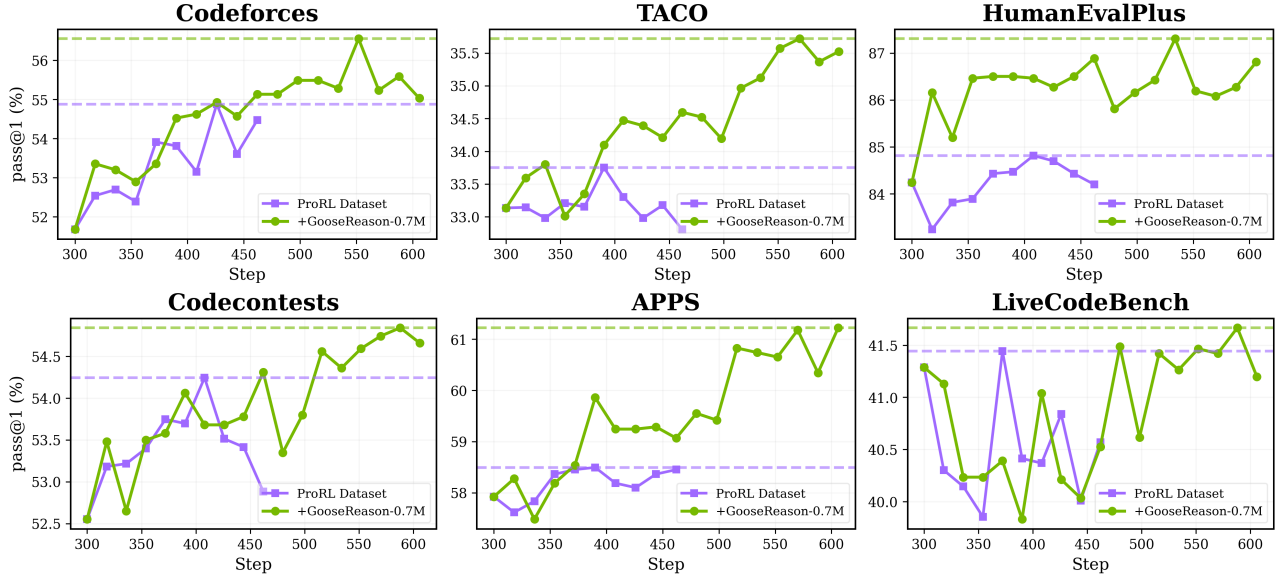 Codeforces
56
55
54
53
52
pass@1 (%)
300 350 400 450 500 550 600
Step
ProRL Dataset
+GooseReason-0.7M
TACO
35.5
35.0
34.5
34.0
33.5
33.0
300 350 400 450 500 550 600
Step
ProRL Dataset
+GooseReason-0.7M
HumanEvalPlus
87
86
85
84
300 350 400 450 500 550 600
Step
ProRL Dataset
+GooseReason-0.7M
Codecontests
54.5
54.0
53.5
53.0
52.5
pass@1 (%)
300 350 400 450 500 550 600
Step
ProRL Dataset
+GooseReason-0.7M
APPS
61
60
59
58
300 350 400 450 500 550 600
Step
ProRL Dataset
+GooseReason-0.7M
LiveCodeBench
41.5
41.0
40.5
40.0
300 350 400 450 500 550 600
Step
ProRL Dataset
+GooseReason-0.7M